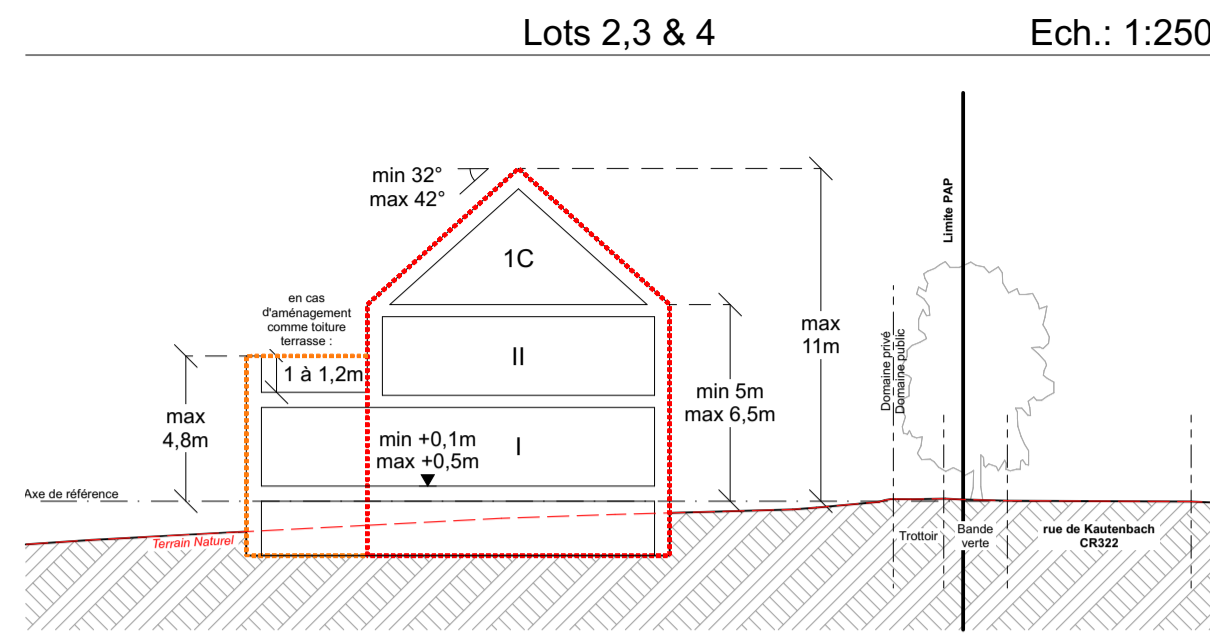 Lots 2,3 & 4
Ech.: 1:250
min 32°
max 42°
1C
en cas
d'aménagement
comme toiture
terrasse :
1 à 1,2m
II
max
4,8m
min +0,1m
max +0,5m
I
min 5m
max 6,5m
max
11m
Limite PAP
Domaine privé
Domaine public
Axe de référence
Terrain Naturel
Trottoir
Bande
verte
rue de Kautenbach
CR322